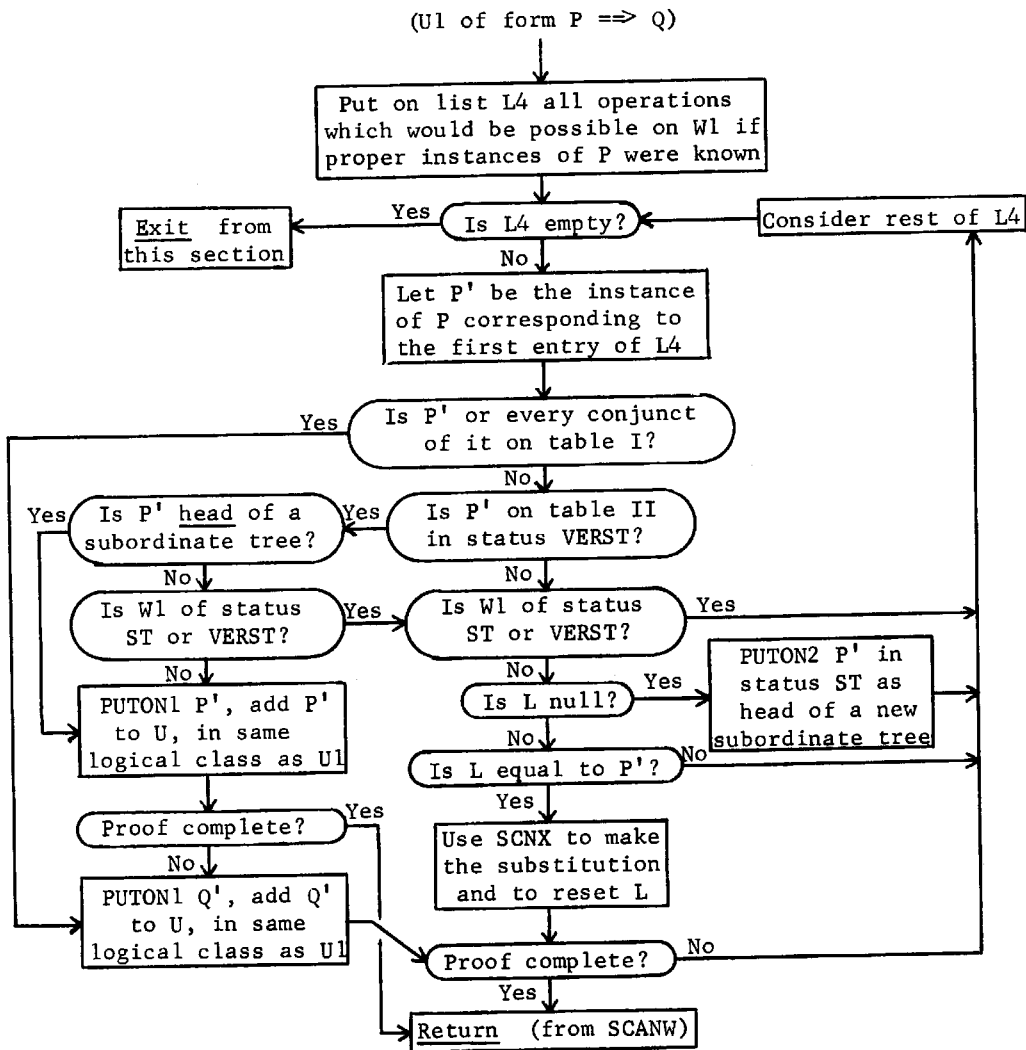 (U1 of form P ==> Q)
Put on list L4 all operations
which would be possible on W1 if
proper instances of P were known
Yes
Is L4 empty?
Consider rest of L4
Exit from
this section
No
Let P' be the instance
of P corresponding to
the first entry of L4
Yes
Is P' or every conjunct
of it on table I?
No
Yes
Is P' head of a
subordinate tree?
Yes
Is P' on table II
in status VERST?
No
No
Is W1 of status
ST or VERST?
Yes
Is W1 of status
ST or VERST?
Yes
No
No
PUTON1 P', add P'
to U, in same
logical class as U1
Is L null?
Yes
PUTON2 P' in
status ST as
head of a new
subordinate tree
No
Is L equal to P'?
No
Yes
Proof complete?
Yes
No
Use SCNX to make
the substitution
and to reset L
PUTON1 Q', add Q'
to U, in same
logical class as U1
Proof complete?
No
Yes
Return (from SCANW)